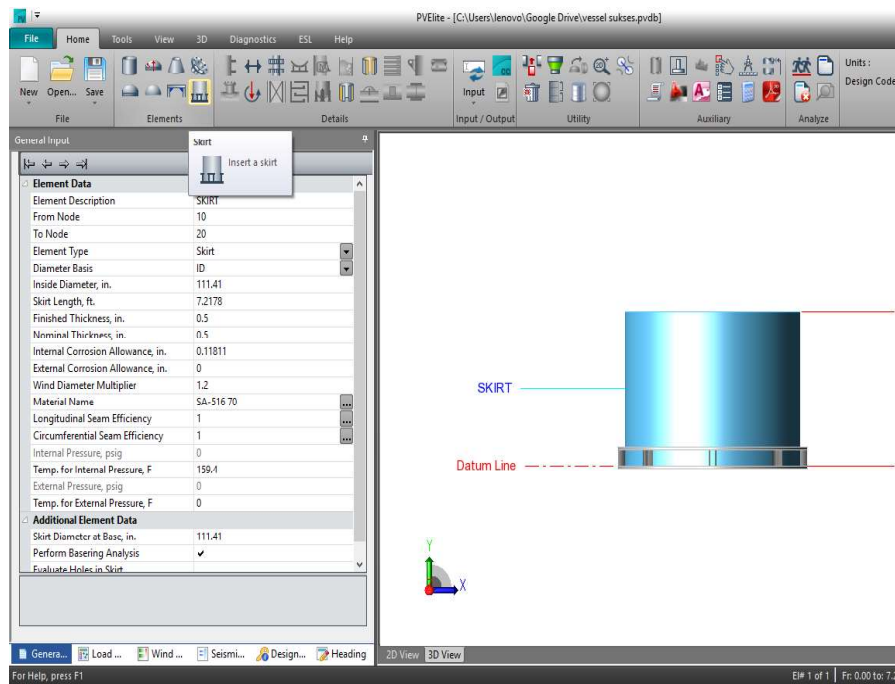 PVElite - [C:\Users\lenovo\Google Drive\vessel sukses.pvdb]
File Home Tools View 3D Diagnostics ESL Help
New Open... Save Input Units :
Design Code
File Elements Details Input / Output Utility Auxiliary Analyze
General Input
Skirt
Insert a skirt
Element Data
Element Description SKIRT
From Node 10
To Node 20
Element Type Skirt
Diameter Basis ID
Inside Diameter, in. 111.41
Skirt Length, ft. 7.2178
Finished Thickness, in. 0.5
Nominal Thickness, in. 0.5
Internal Corrosion Allowance, in. 0.11811
External Corrosion Allowance, in. 0
Wind Diameter Multiplier 1.2
Material Name SA-516 70
Longitudinal Seam Efficiency 1
Circumferential Seam Efficiency 1
Internal Pressure, psig 0
Temp. for Internal Pressure, F 159.4
External Pressure, psig 0
Temp. for External Pressure, F 0
Additional Element Data
Skirt Diameter at Base, in. 111.41
Perform Basering Analysis ✓
Evaluate Holes in Skirt
SKIRT
Datum Line
Y
X
Genera... Load ... Wind ... Seismi... Design... Heading
2D View 3D View
For Help, press F1
El# 1 of 1 Fr: 0.00 to: 7.2